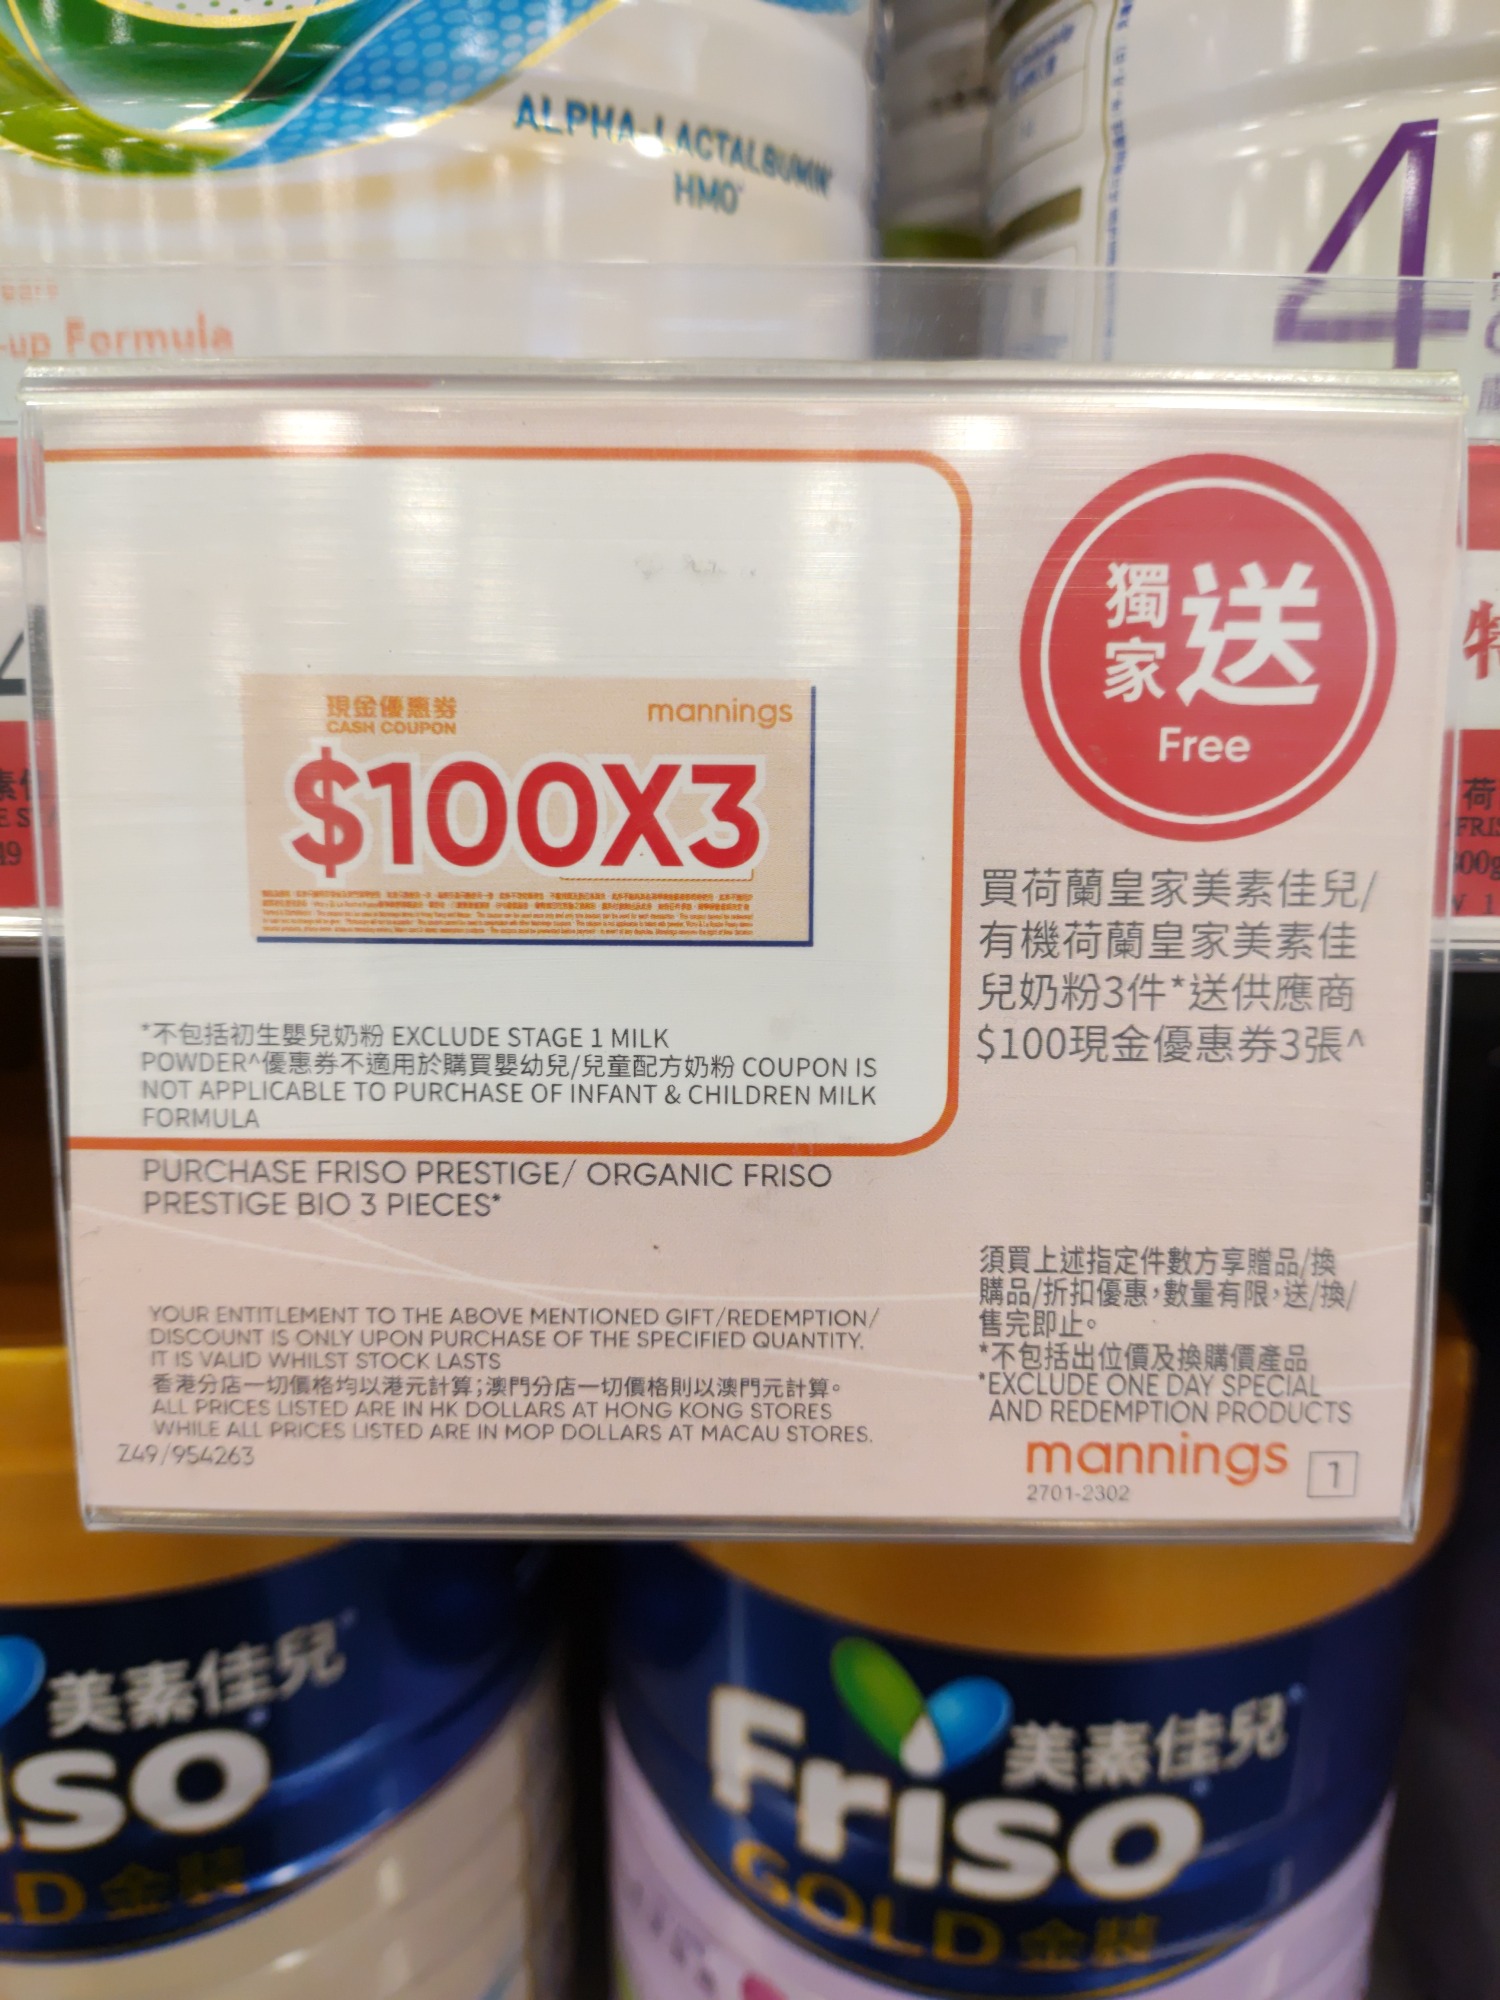 ALPHA-LACTALBUMIN
HMO
4
-up Formula
獨家
送
Free
現金優惠券
CASH COUPON
mannings
$100X3
買荷蘭皇家美素佳兒/
有機荷蘭皇家美素佳
兒奶粉3件*送供應商
$100現金優惠券3張^
*不包括初生嬰兒奶粉 EXCLUDE STAGE 1 MILK
POWDER^優惠券不適用於購買嬰幼兒/兒童配方奶粉 COUPON IS
NOT APPLICABLE TO PURCHASE OF INFANT & CHILDREN MILK
FORMULA
PURCHASE FRISO PRESTIGE/ ORGANIC FRISO
PRESTIGE BIO 3 PIECES*
YOUR ENTITLEMENT TO THE ABOVE MENTIONED GIFT/REDEMPTION/
DISCOUNT IS ONLY UPON PURCHASE OF THE SPECIFIED QUANTITY.
IT IS VALID WHILST STOCK LASTS
香港分店一切價格均以港元計算;澳門分店一切價格則以澳門元計算。
ALL PRICES LISTED ARE IN HK DOLLARS AT HONG KONG STORES
WHILE ALL PRICES LISTED ARE IN MOP DOLLARS AT MACAU STORES.
Z49/954263
須買上述指定件數方享贈品/換
購品/折扣優惠,數量有限,送/換/
售完即止。
*不包括出位價及換購價產品
*EXCLUDE ONE DAY SPECIAL
AND REDEMPTION PRODUCTS
mannings 1
2701-2302
美素佳兒
iso
LD 金裝
Friso 美素佳兒
GOLD 金裝